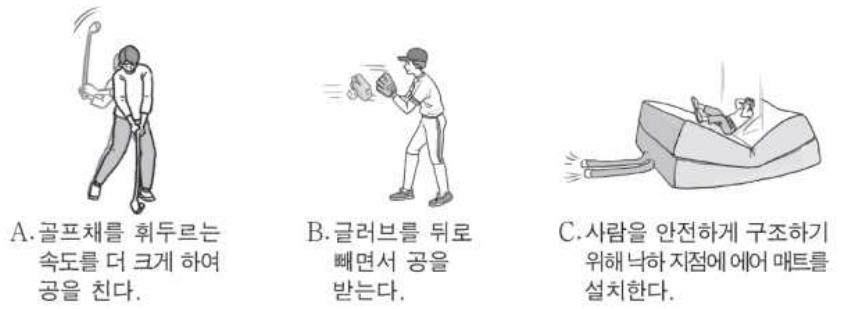 A. 골프채를 휘두르는
속도를 더 크게 하여
공을 친다.
B. 글러브를 뒤로
빼면서 공을
받는다.
C. 사람을 안전하게 구조하기
위해 낙하 지점에 에어 매트를
설치한다.